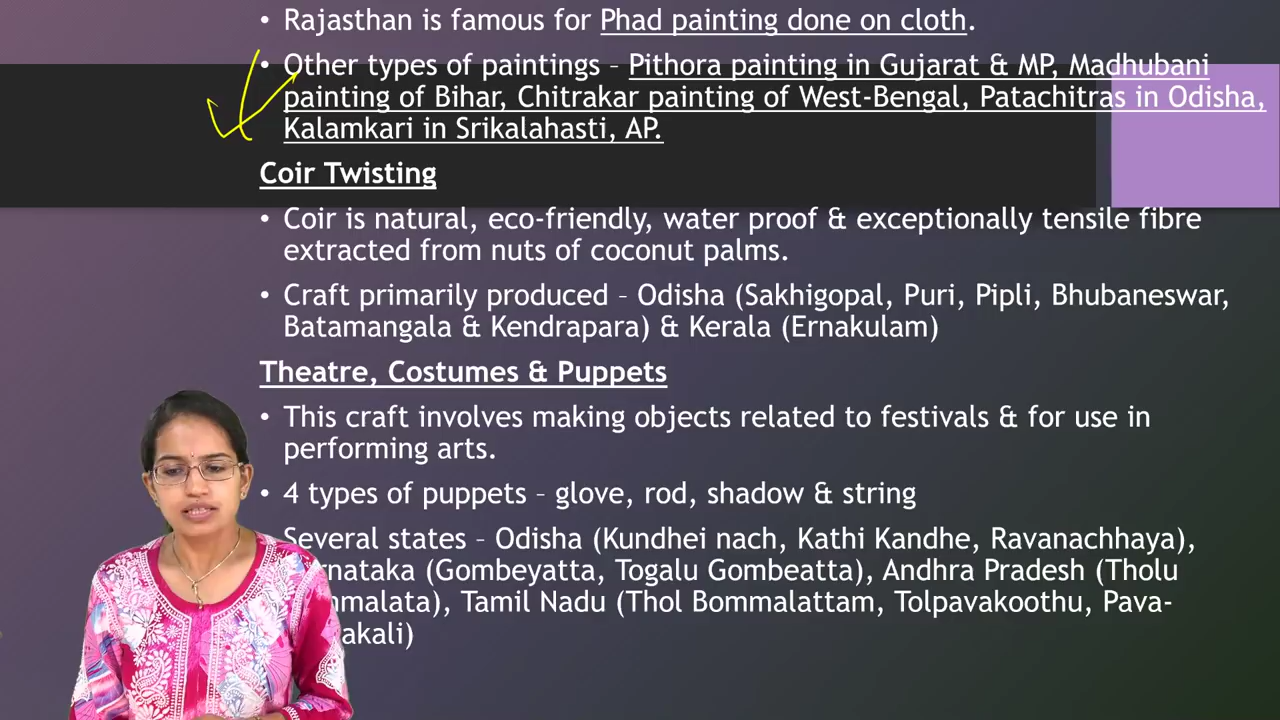 • Rajasthan is famous for Phad painting done on cloth.
• Other types of paintings – Pithora painting in Gujarat & MP, Madhubani
painting of Bihar, Chitrakar painting of West-Bengal, Patachitras in Odisha,
Kalamkari in Srikalahasti, AP.
Coir Twisting
• Coir is natural, eco-friendly, water proof & exceptionally tensile fibre
extracted from nuts of coconut palms.
• Craft primarily produced – Odisha (Sakhigopal, Puri, Pipli, Bhubaneswar,
Batamangala & Kendrapara) & Kerala (Ernakulam)
Theatre, Costumes & Puppets
• This craft involves making objects related to festivals & for use in
performing arts.
• 4 types of puppets – glove, rod, shadow & string
Several states – Odisha (Kundhei nach, Kathi Kandhe, Ravanachhaya),
(Gombeyatta, Togalu Gombeatta), Andhra Pradesh (Tholu
Tamil Nadu (Thol Bommalattam, Tolpavakoothu, Pava-